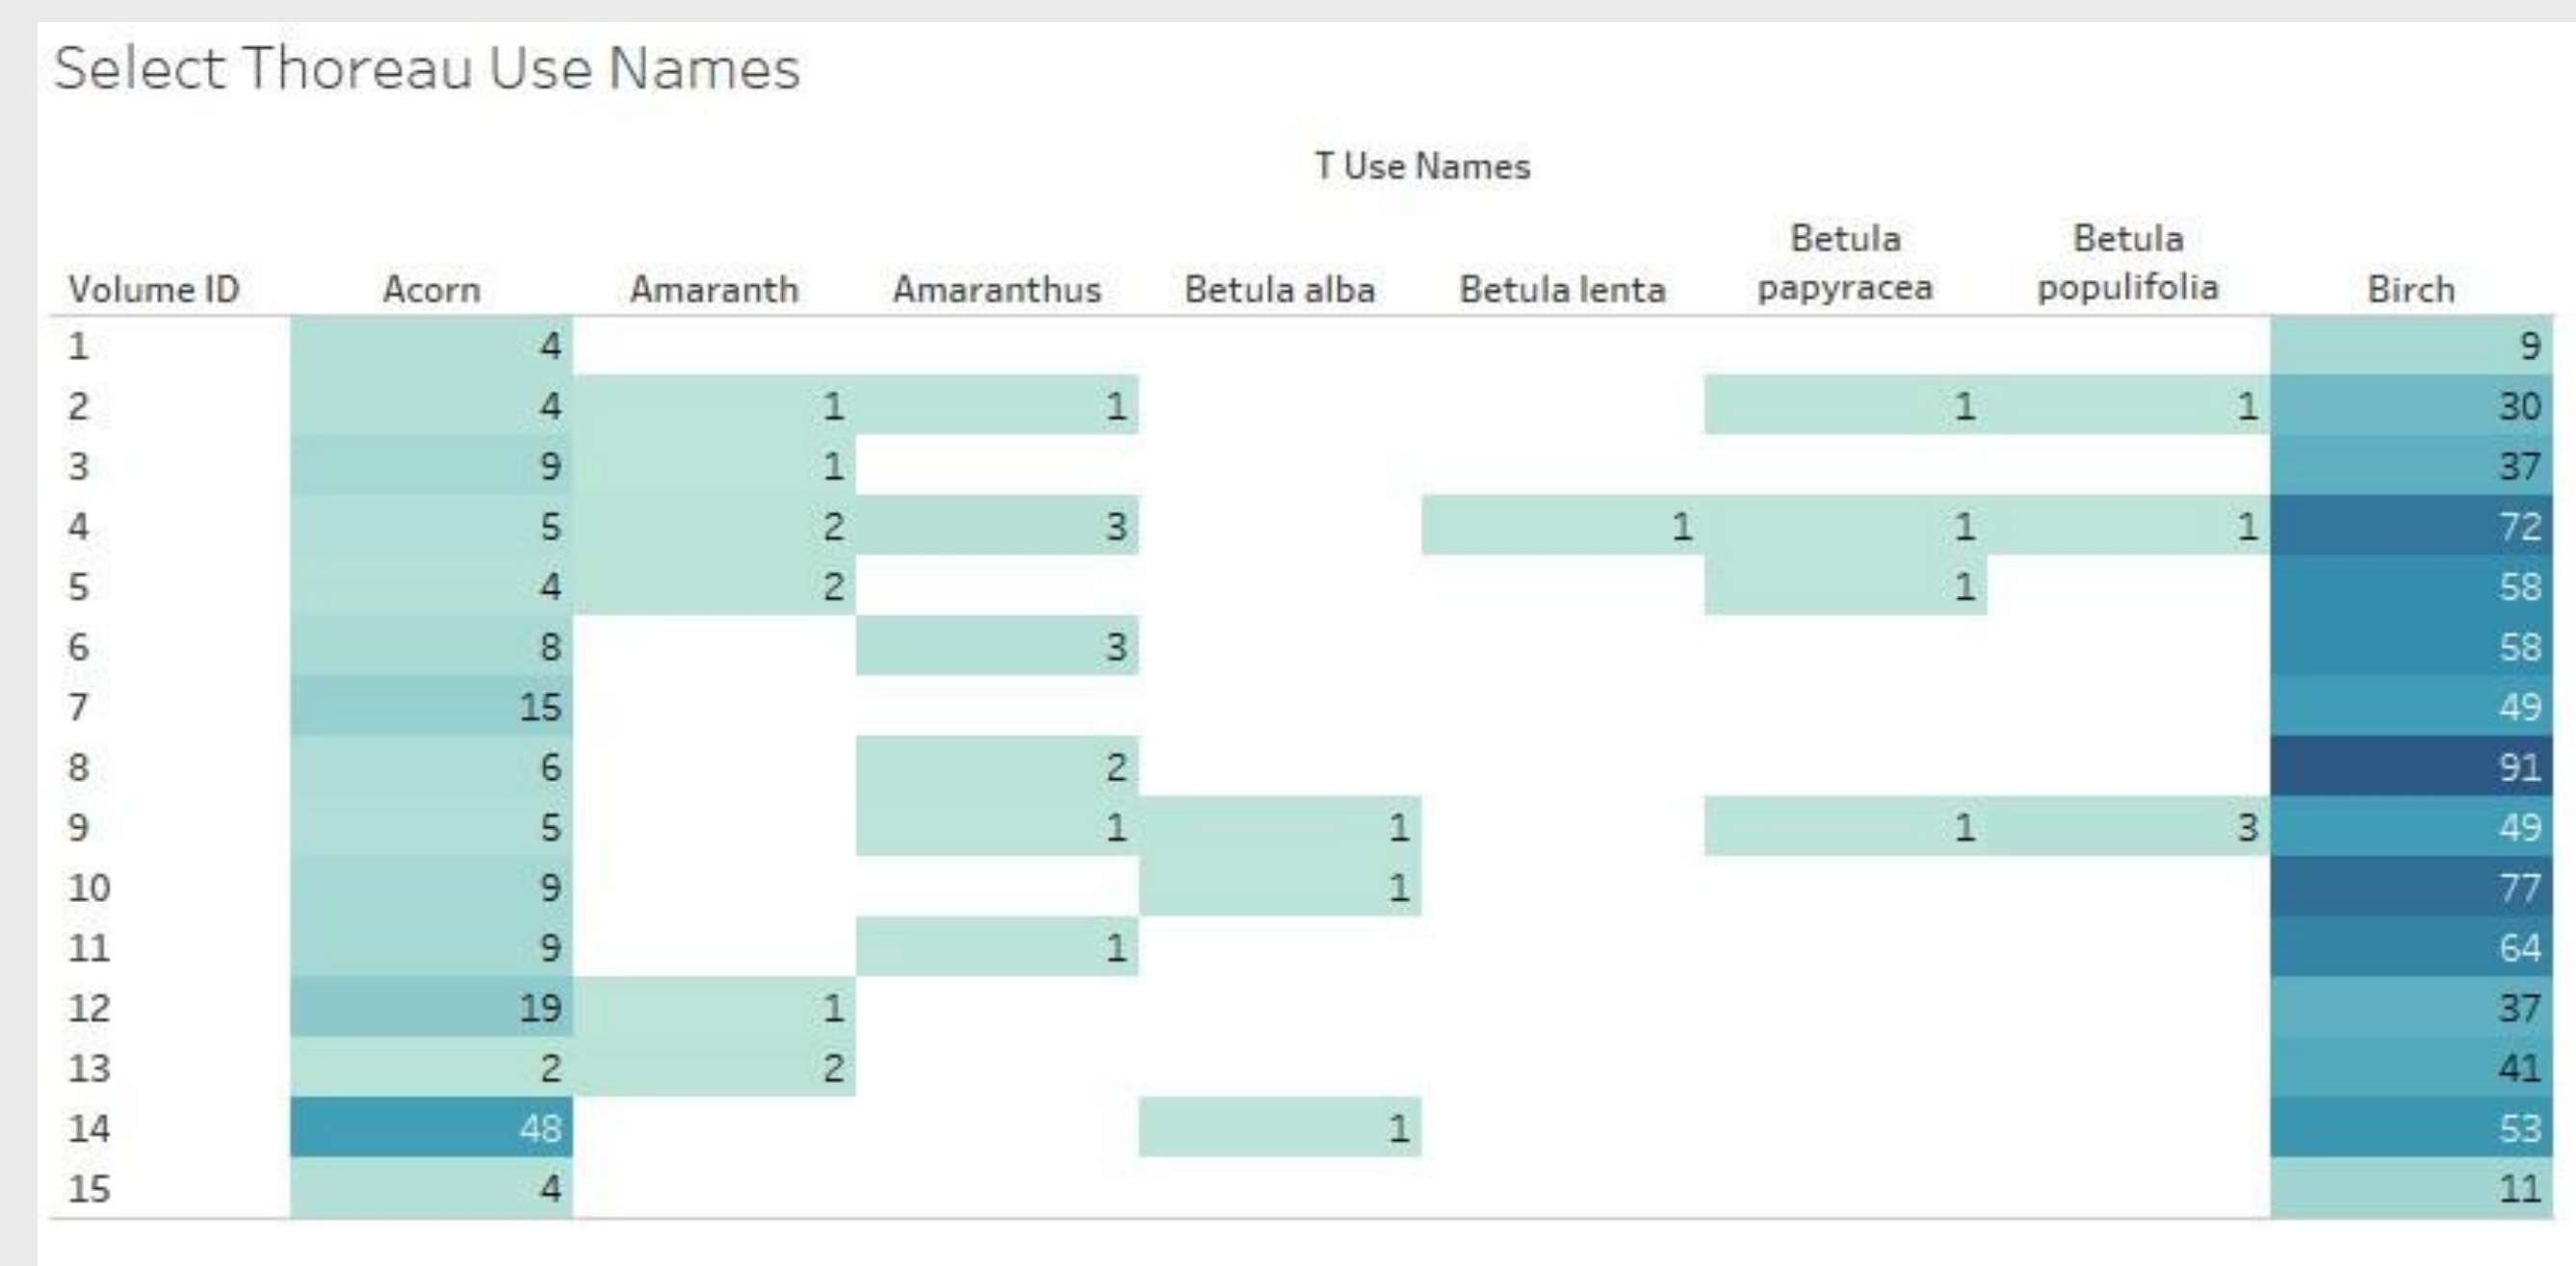 Select Thoreau Use Names
T Use Names
Volume ID Acorn Amaranth Amaranthus Betula alba Betula lenta Betula papyracea Betula populifolia Birch
1 4 9
2 4 1 1 1 1 30
3 9 1 37
4 5 2 3 1 1 1 72
5 4 2 1 58
6 8 3 58
7 15 49
8 6 2 91
9 5 1 1 1 3 49
10 9 1 77
11 9 1 64
12 19 1 37
13 2 2 41
14 48 1 53
15 4 11